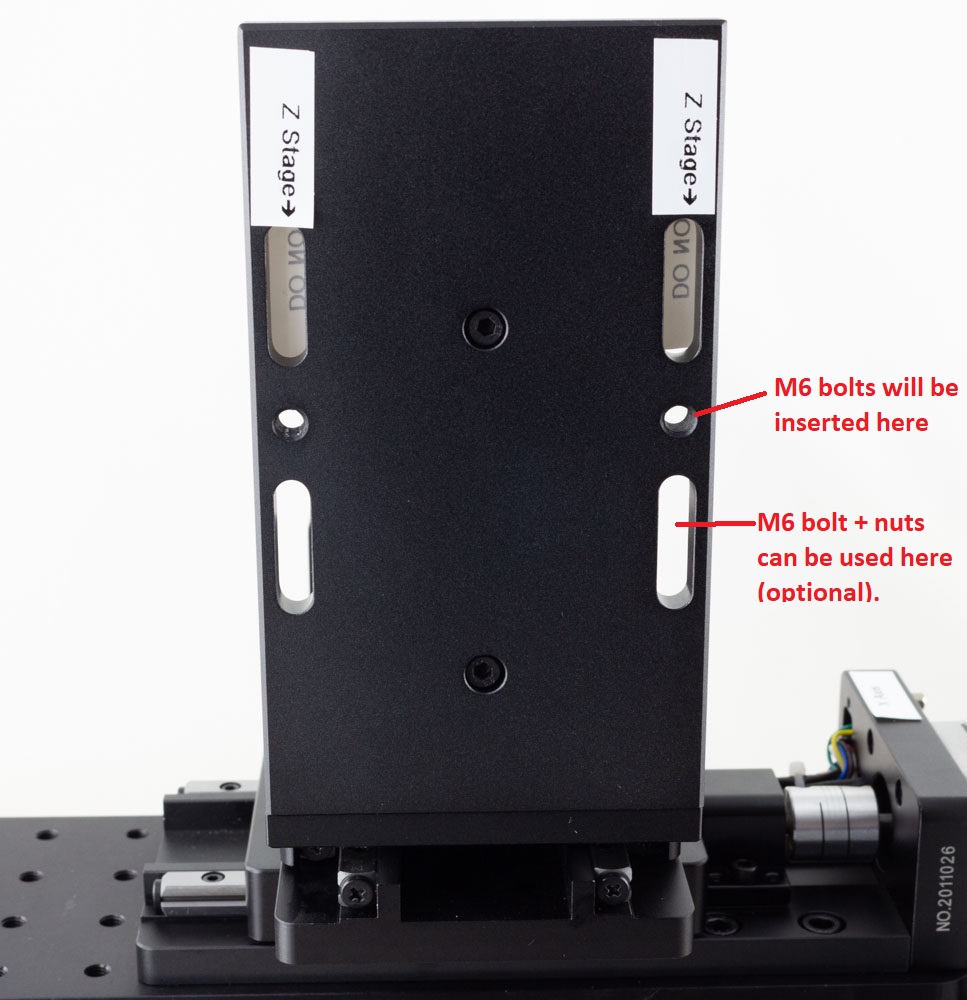 Z Stage→
Z Stage→
DO NO
DO NO
M6 bolts will be
inserted here
M6 bolt + nuts
can be used here
(optional).
NO.2011026